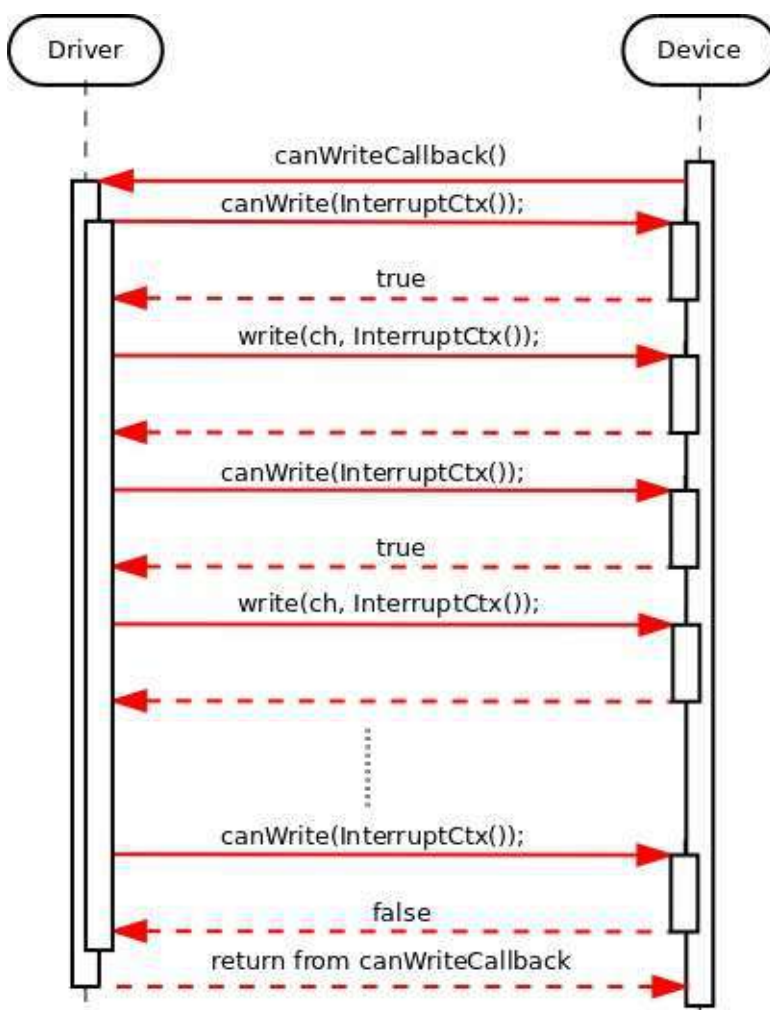 Driver
Device
canWriteCallback()
canWrite(InterruptCtx());
true
write(ch, InterruptCtx());
canWrite(InterruptCtx());
true
write(ch, InterruptCtx());
canWrite(InterruptCtx());
false
return from canWriteCallback